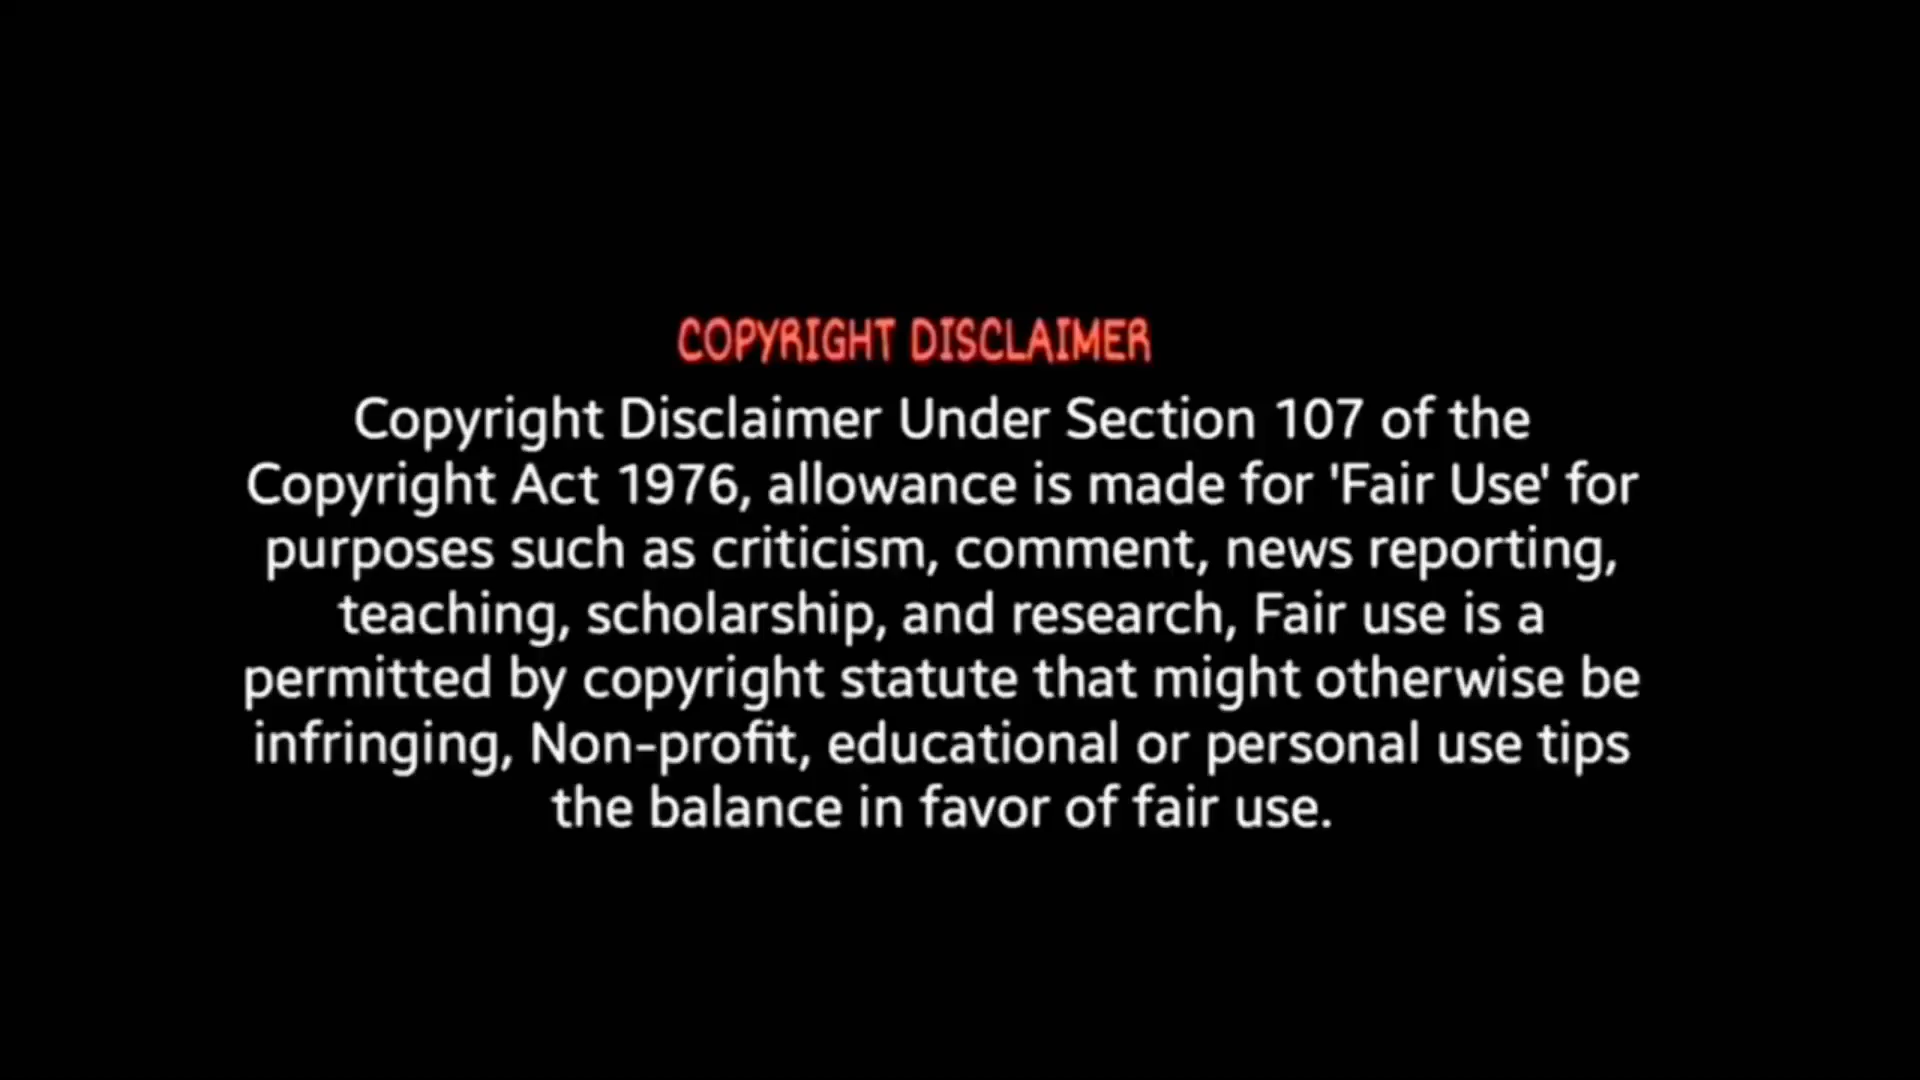 COPYRIGHT DISCLAIMER
Copyright Disclaimer Under Section 107 of the
Copyright Act 1976, allowance is made for 'Fair Use' for
purposes such as criticism, comment, news reporting,
teaching, scholarship, and research, Fair use is a
permitted by copyright statute that might otherwise be
infringing, Non-profit, educational or personal use tips
the balance in favor of fair use.